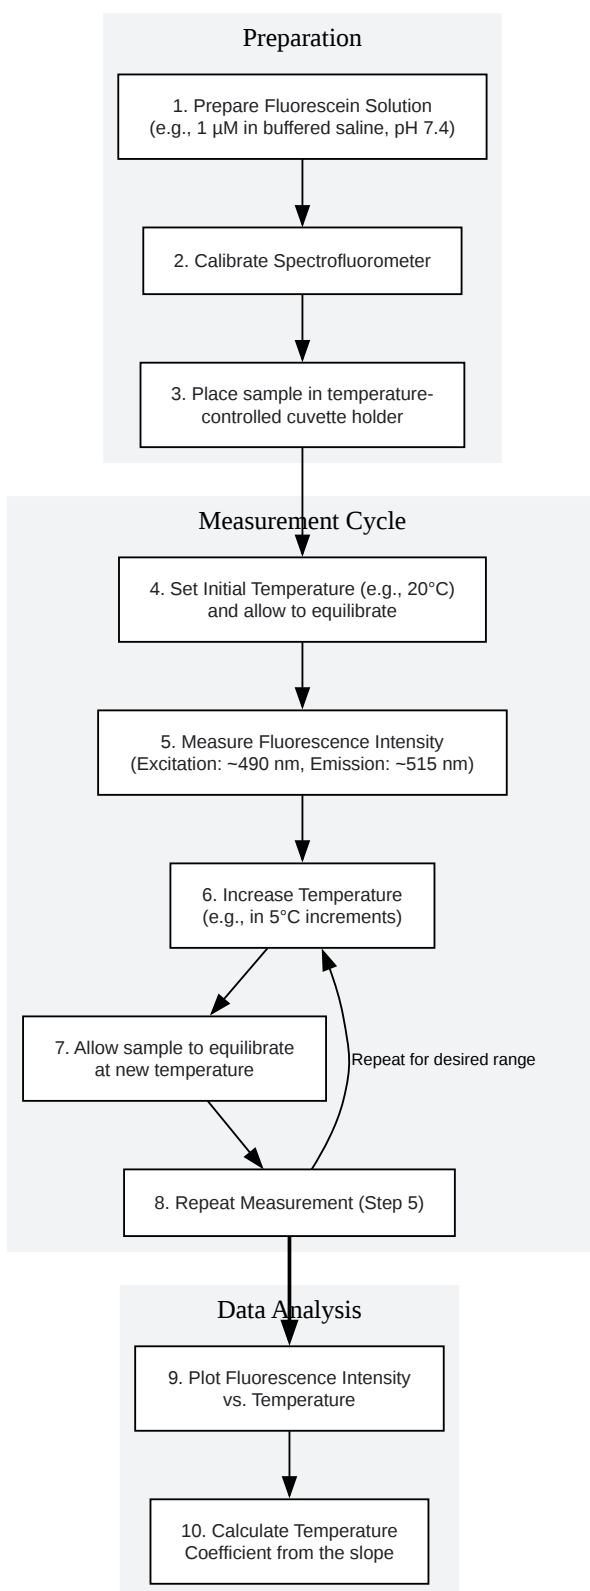 Preparation
1. Prepare Fluorescein Solution
(e.g., 1 µM in buffered saline, pH 7.4)
2. Calibrate Spectrofluorometer
3. Place sample in temperature-
controlled cuvette holder
Measurement Cycle
4. Set Initial Temperature (e.g., 20°C)
and allow to equilibrate
5. Measure Fluorescence Intensity
(Excitation: ~490 nm, Emission: ~515 nm)
6. Increase Temperature
(e.g., in 5°C increments)
7. Allow sample to equilibrate
at new temperature
Repeat for desired range
8. Repeat Measurement (Step 5)
Data Analysis
9. Plot Fluorescence Intensity
vs. Temperature
10. Calculate Temperature
Coefficient from the slope